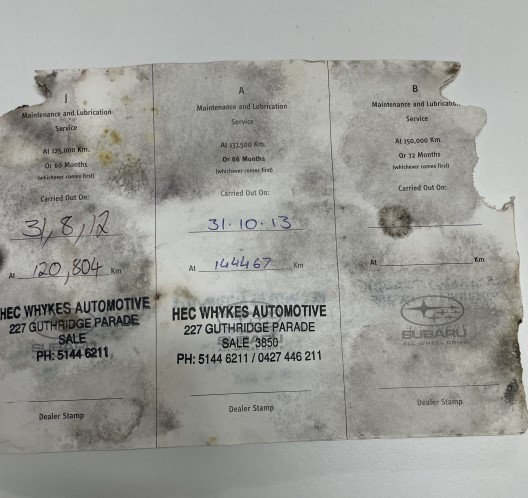 J
Maintenance and Lubrication
Service
At 125,000 Km.
Or 60 Months
(whichever comes first)
Carried Out On:
31,8,12
At 120,804 Km
HEC WHYKES AUTOMOTIVE
227 GUTHRIDGE PARADE
SALE
PH: 5144 6211
Dealer Stamp
A
Maintenance and Lubrication
Service
At 137,500 Km.
Or 66 Months
(whichever comes first)
Carried Out On:
31·10·13
At 144467 Km
HEC WHYKES AUTOMOTIVE
227 GUTHRIDGE PARADE
SALE 3850
PH: 5144 6211 / 0427 446 211
Dealer Stamp
B
Maintenance and Lubricatio
Service
At 150,000 Km.
Or 72 Months
(whichever comes first)
Carried Out On:
At Km
SUBARU
ALL-WHEEL DRIVE
Dealer Stamp